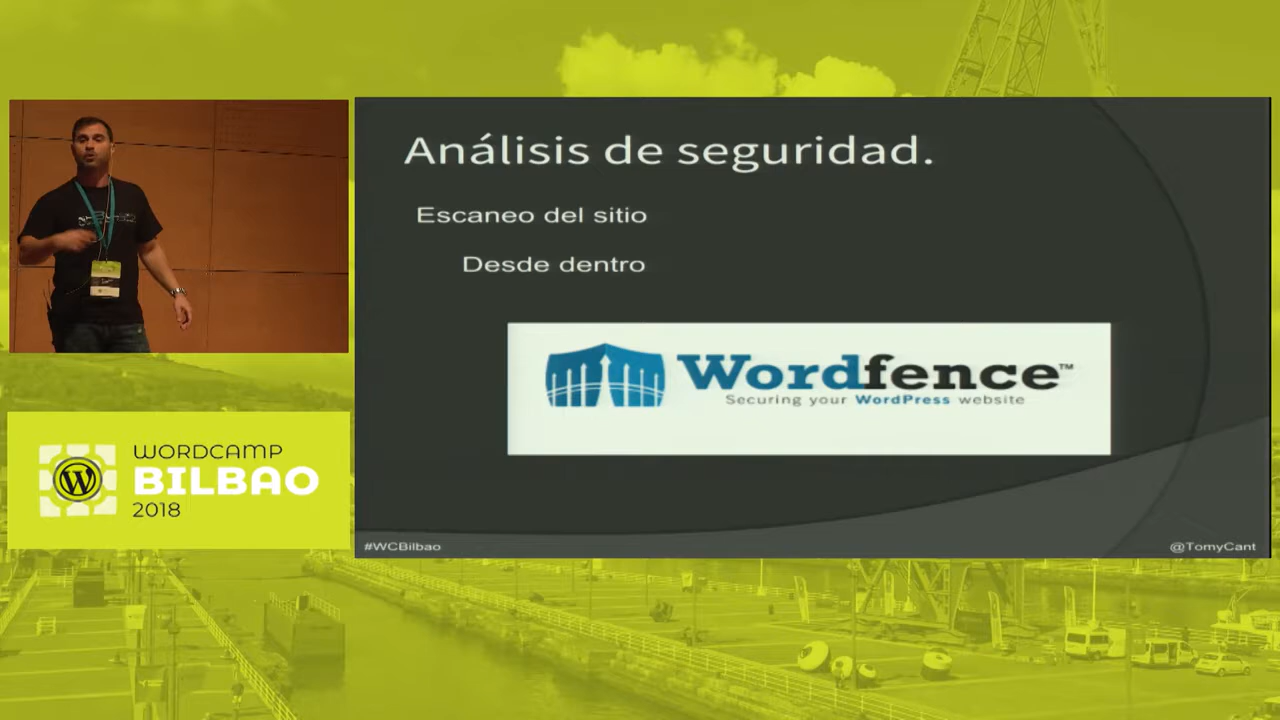 Análisis de seguridad.
Escaneo del sitio
Desde dentro
Wordfence™
Securing your WordPress website
#WCBilbao
@TomyCant
WORDCAMP
BILBAO
2018